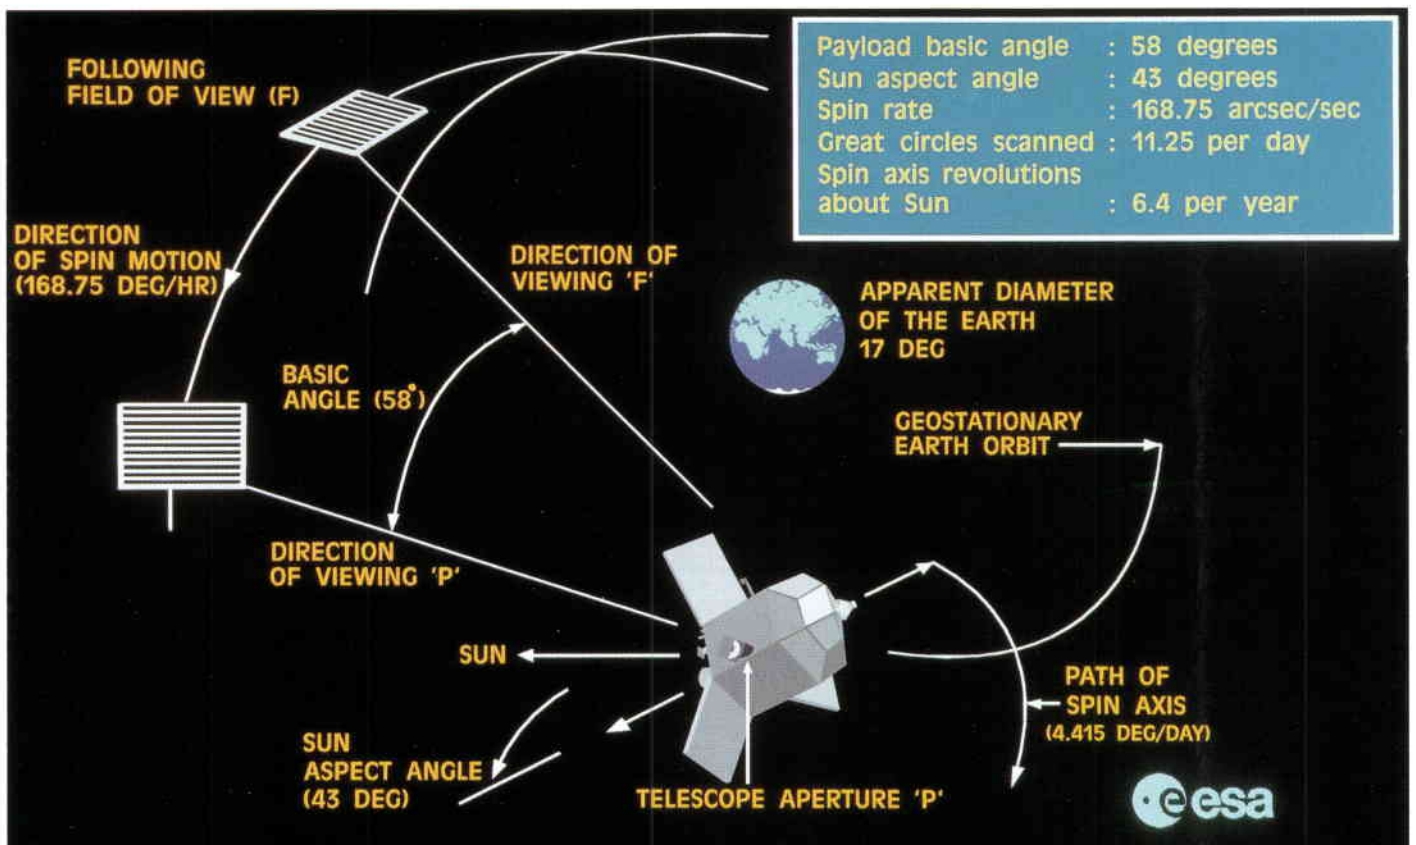 FOLLOWING
FIELD OF VIEW (F)
Payload basic angle : 58 degrees
Sun aspect angle : 43 degrees
Spin rate : 168.75 arcsec/sec
Great circles scanned : 11.25 per day
Spin axis revolutions
about Sun : 6.4 per year
DIRECTION
OF SPIN MOTION
(168.75 DEG/HR)
DIRECTION OF
VIEWING 'F'
APPARENT DIAMETER
OF THE EARTH
17 DEG
BASIC
ANGLE (58°)
GEOSTATIONARY
EARTH ORBIT
DIRECTION
OF VIEWING 'P'
SUN
PATH OF
SPIN AXIS
(4.415 DEG/DAY)
SUN
ASPECT ANGLE
(43 DEG)
TELESCOPE APERTURE 'P'
esa